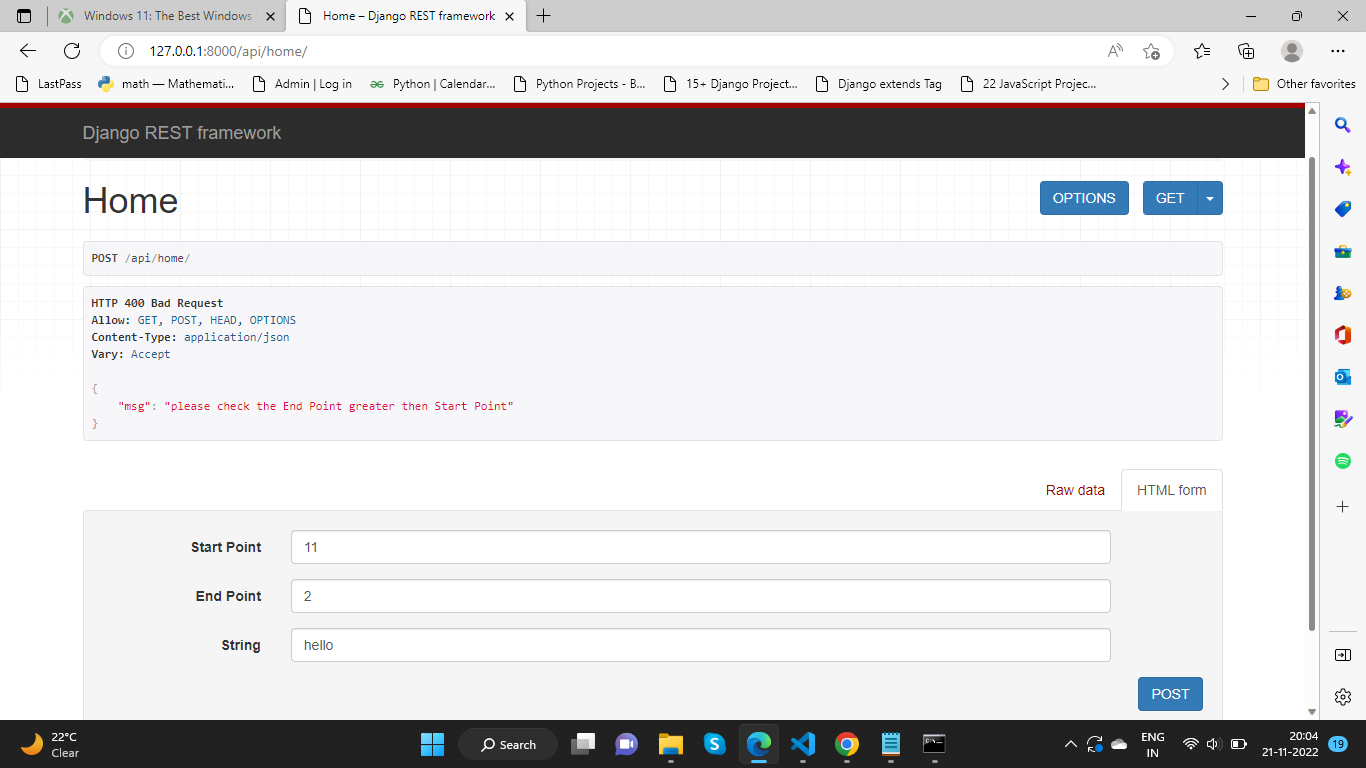 Windows 11: The Best Windows
Home – Django REST framework
127.0.0.1:8000/api/home/
LastPass
math — Mathemati...
Admin | Log in
Python | Calendar...
Python Projects - B...
15+ Django Project...
Django extends Tag
22 JavaScript Projec...
Other favorites
Django REST framework
Home
OPTIONS
GET
POST /api/home/
HTTP 400 Bad Request
Allow: GET, POST, HEAD, OPTIONS
Content-Type: application/json
Vary: Accept
{
"msg": "please check the End Point greater then Start Point"
}
Raw data
HTML form
Start Point
11
End Point
2
String
hello
POST
22°C
Clear
Search
ENG
IN
20:04
21-11-2022
19